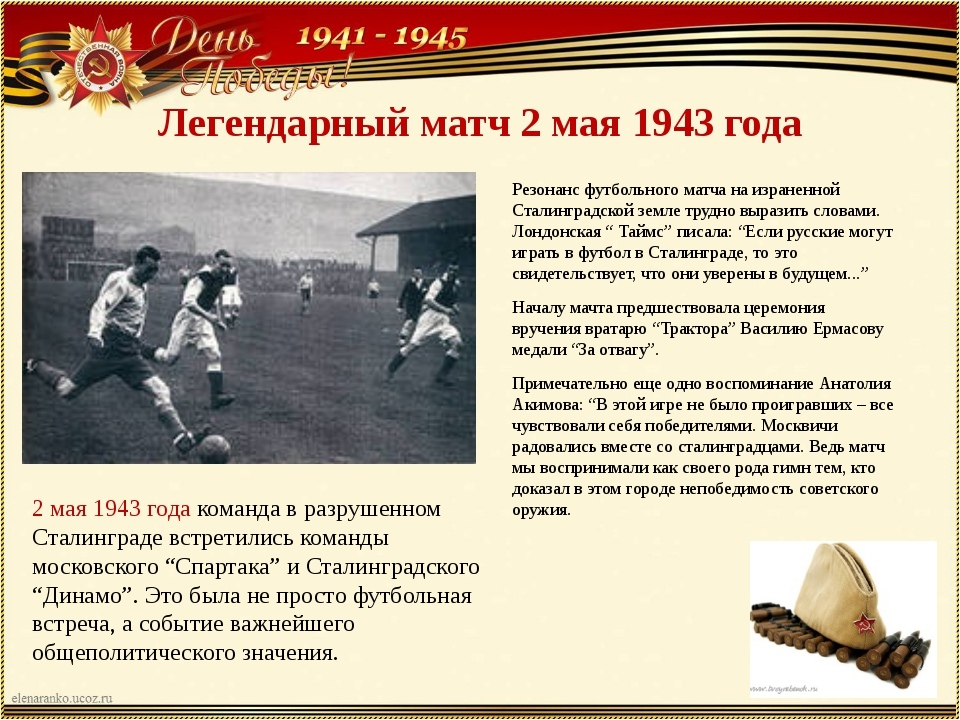 День Победы!
1941 - 1945
ОТЕЧЕСТВЕННАЯ ВОЙНА
Легендарный матч 2 мая 1943 года
2 мая 1943 года команда в разрушенном
Сталинграде встретились команды
московского “Спартака” и Сталинградского
“Динамо”. Это была не просто футбольная
встреча, а событие важнейшего
общеполитического значения.
Резонанс футбольного матча на израненной
Сталинградской земле трудно выразить словами.
Лондонская “ Таймс” писала: “Если русские могут
играть в футбол в Сталинграде, то это
свидетельствует, что они уверены в будущем...”
Началу мачта предшествовала церемония
вручения вратарю “Трактора” Василию Ермасову
медали “За отвагу”.
Примечательно еще одно воспоминание Анатолия
Акимова: “В этой игре не было проигравших – все
чувствовали себя победителями. Москвичи
радовались вместе со сталинградцами. Ведь матч
мы воспринимали как своего рода гимн тем, кто
доказал в этом городе непобедимость советского
оружия.
elenaranko.ucoz.ru